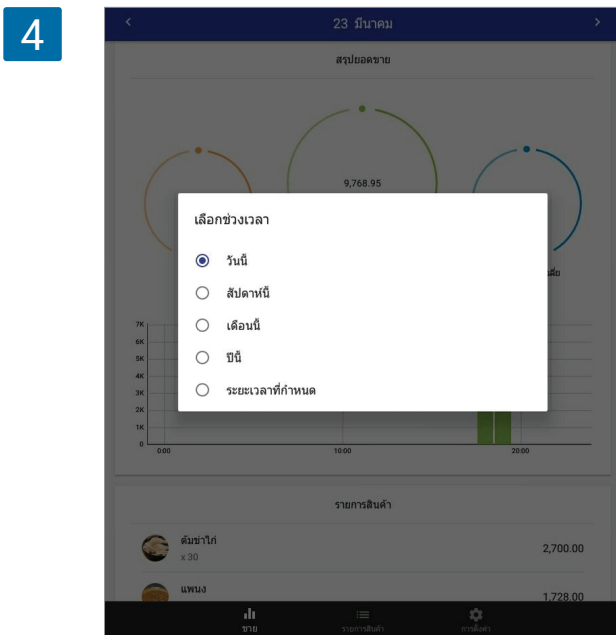 4
23 มีนาคม
สรุปยอดขาย
9,768.95
เลือกช่วงเวลา
วันนี้
สัปดาห์นี้
เดือนนี้
ปีนี้
ระยะเวลาที่กำหนด
7K
6K
5K
4K
3K
2K
1K
0
0:00 10:00 20:00
รายการสินค้า
ต้มข่าไก่
x 30
2,700.00
แพนง
1,728.00
ขาย รายการสินค้า การตั้งค่า